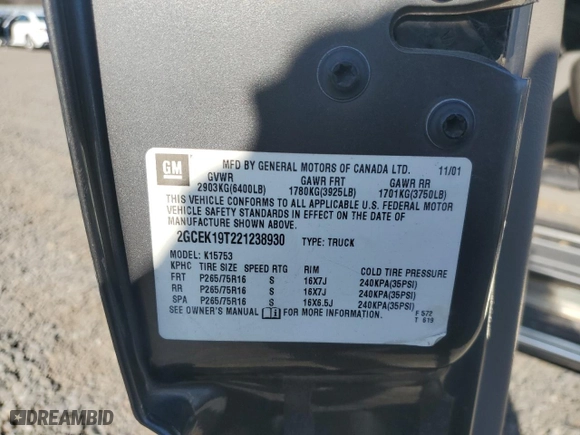 GM
MFD BY GENERAL MOTORS OF CANADA LTD. 11/01
GVWR GAWR FRT GAWR RR
2903KG(6400LB) 1780KG(3925LB) 1701KG(3750LB)
THIS VEHICLE CONFORMS TO ALL APPLICABLE U.S. FEDERAL MOTOR
VEHICLE SAFETY STANDARDS IN EFFECT ON THE DATE OF
MANUFACTURE SHOWN ABOVE.
2GCEK19T221238930 TYPE: TRUCK
MODEL: K15753
KPHC TIRE SIZE SPEED RTG RIM COLD TIRE PRESSURE
FRT P265/75R16 S 16X7J 240KPA(35PSI)
RR P265/75R16 S 16X7J 240KPA(35PSI)
SPA P265/75R16 S 16X6.5J 240KPA(35PSI)
SEE OWNER'S MANUAL FOR MORE INFORMATION. F 572
T 619
DREAMBID